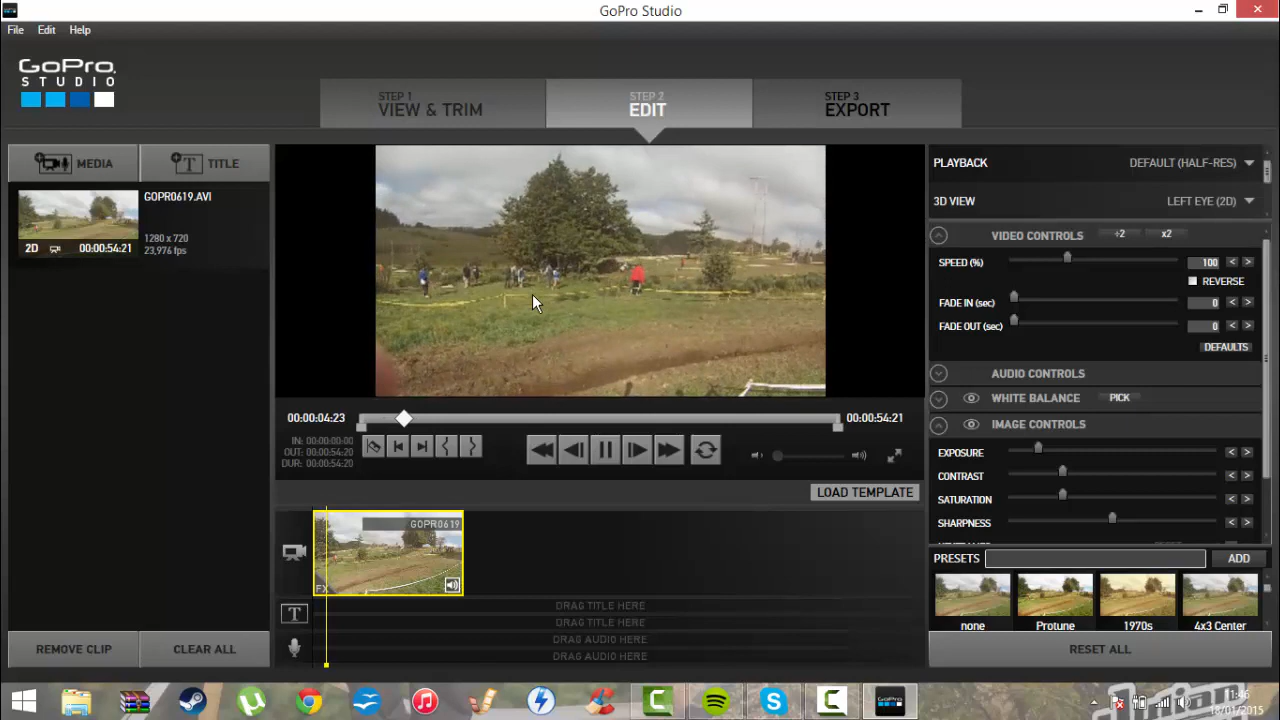 GoPro Studio
File Edit Help
GoPro
STUDIO
STEP 1
VIEW & TRIM
STEP 2
EDIT
STEP 3
EXPORT
MEDIA
TITLE
GOPR0619.AVI
1280 x 720
23,976 fps
2D
00:00:54:21
PLAYBACK DEFAULT (HALF-RES)
3D VIEW LEFT EYE (2D)
VIDEO CONTROLS ÷2 x2
SPEED (%) 100 < >
REVERSE
FADE IN (sec) 0 < >
FADE OUT (sec) 0 < >
DEFAULTS
AUDIO CONTROLS
WHITE BALANCE PICK
IMAGE CONTROLS
EXPOSURE < >
CONTRAST < >
SATURATION < >
SHARPNESS < >
00:00:04:23
00:00:54:21
IN: 00:00:00:00
OUT: 00:00:54:20
DUR: 00:00:54:20
LOAD TEMPLATE
GOPR0619
FX
T
DRAG TITLE HERE
DRAG TITLE HERE
DRAG AUDIO HERE
DRAG AUDIO HERE
PRESETS ADD
none Protune 1970s 4x3 Center
REMOVE CLIP
CLEAR ALL
RESET ALL
11:46
18/01/2015